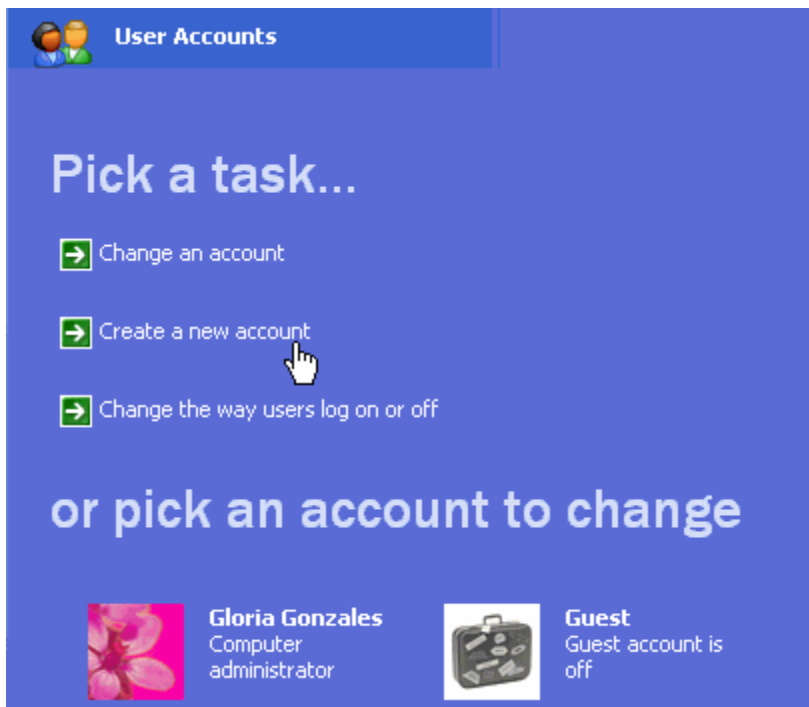 User Accounts
Pick a task...
Change an account
Create a new account
Change the way users log on or off
or pick an account to change
Gloria Gonzales
Computer
administrator
Guest
Guest account is
off